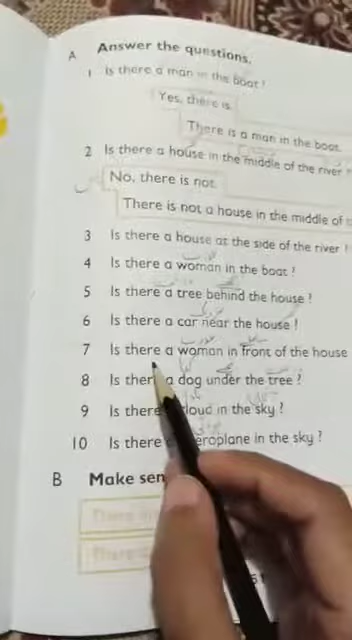 A Answer the questions.
1 Is there a man in the boat?
Yes, there is.
There is a man in the boat.
2 Is there a house in the middle of the river ?
No, there is not.
There is not a house in the middle of
3 Is there a house at the side of the river ?
4 Is there a woman in the boat ?
5 Is there a tree behind the house ?
6 Is there a car near the house ?
7 Is there a woman in front of the house
8 Is ther a dog under the tree ?
9 Is there loud in the sky ?
10 Is there eroplane in the sky ?
B Make sen